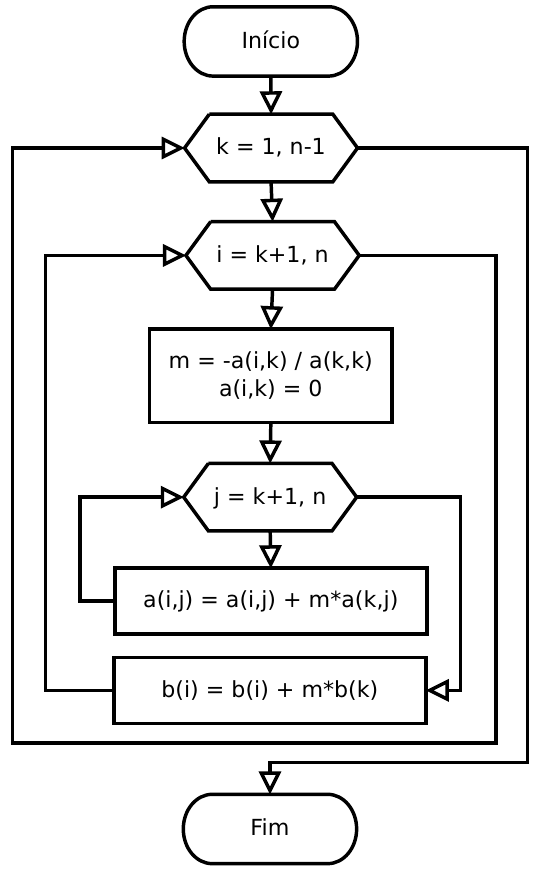 Início
k = 1, n-1
i = k+1, n
m = -a(i,k) / a(k,k)
a(i,k) = 0
j = k+1, n
a(i,j) = a(i,j) + m*a(k,j)
b(i) = b(i) + m*b(k)
Fim